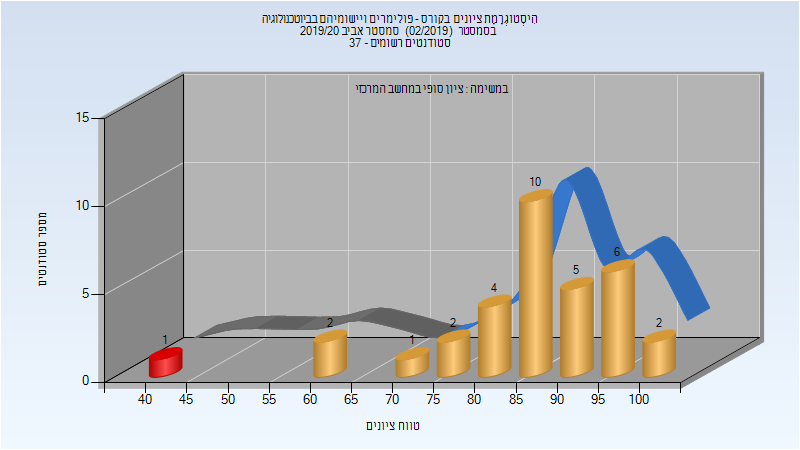 היסטוגרמת ציונים בקורס - פולימרים ויישומיהם בביוטכנולוגיה
בסמסטר (02/2019) סמסטר אביב 2019/20
סטודנטים רשומים - 37
במשימה : ציון סופי במחשב המרכזי
מספר סטודנטים
15
10
5
0
1
2
1
2
4
10
5
6
2
40 45 50 55 60 65 70 75 80 85 90 95 100
טווח ציונים